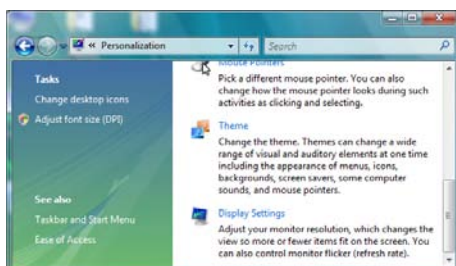 « Personalization
Search
Tasks
Change desktop icons
Adjust font size (DPI)
See also
Taskbar and Start Menu
Ease of Access
Mouse Pointers
Pick a different mouse pointer. You can also
change how the mouse pointer looks during such
activities as clicking and selecting.
Theme
Change the theme. Themes can change a wide
range of visual and auditory elements at one time
including the appearance of menus, icons,
backgrounds, screen savers, some computer
sounds, and mouse pointers.
Display Settings
Adjust your monitor resolution, which changes the
view so more or fewer items fit on the screen. You
can also control monitor flicker (refresh rate).